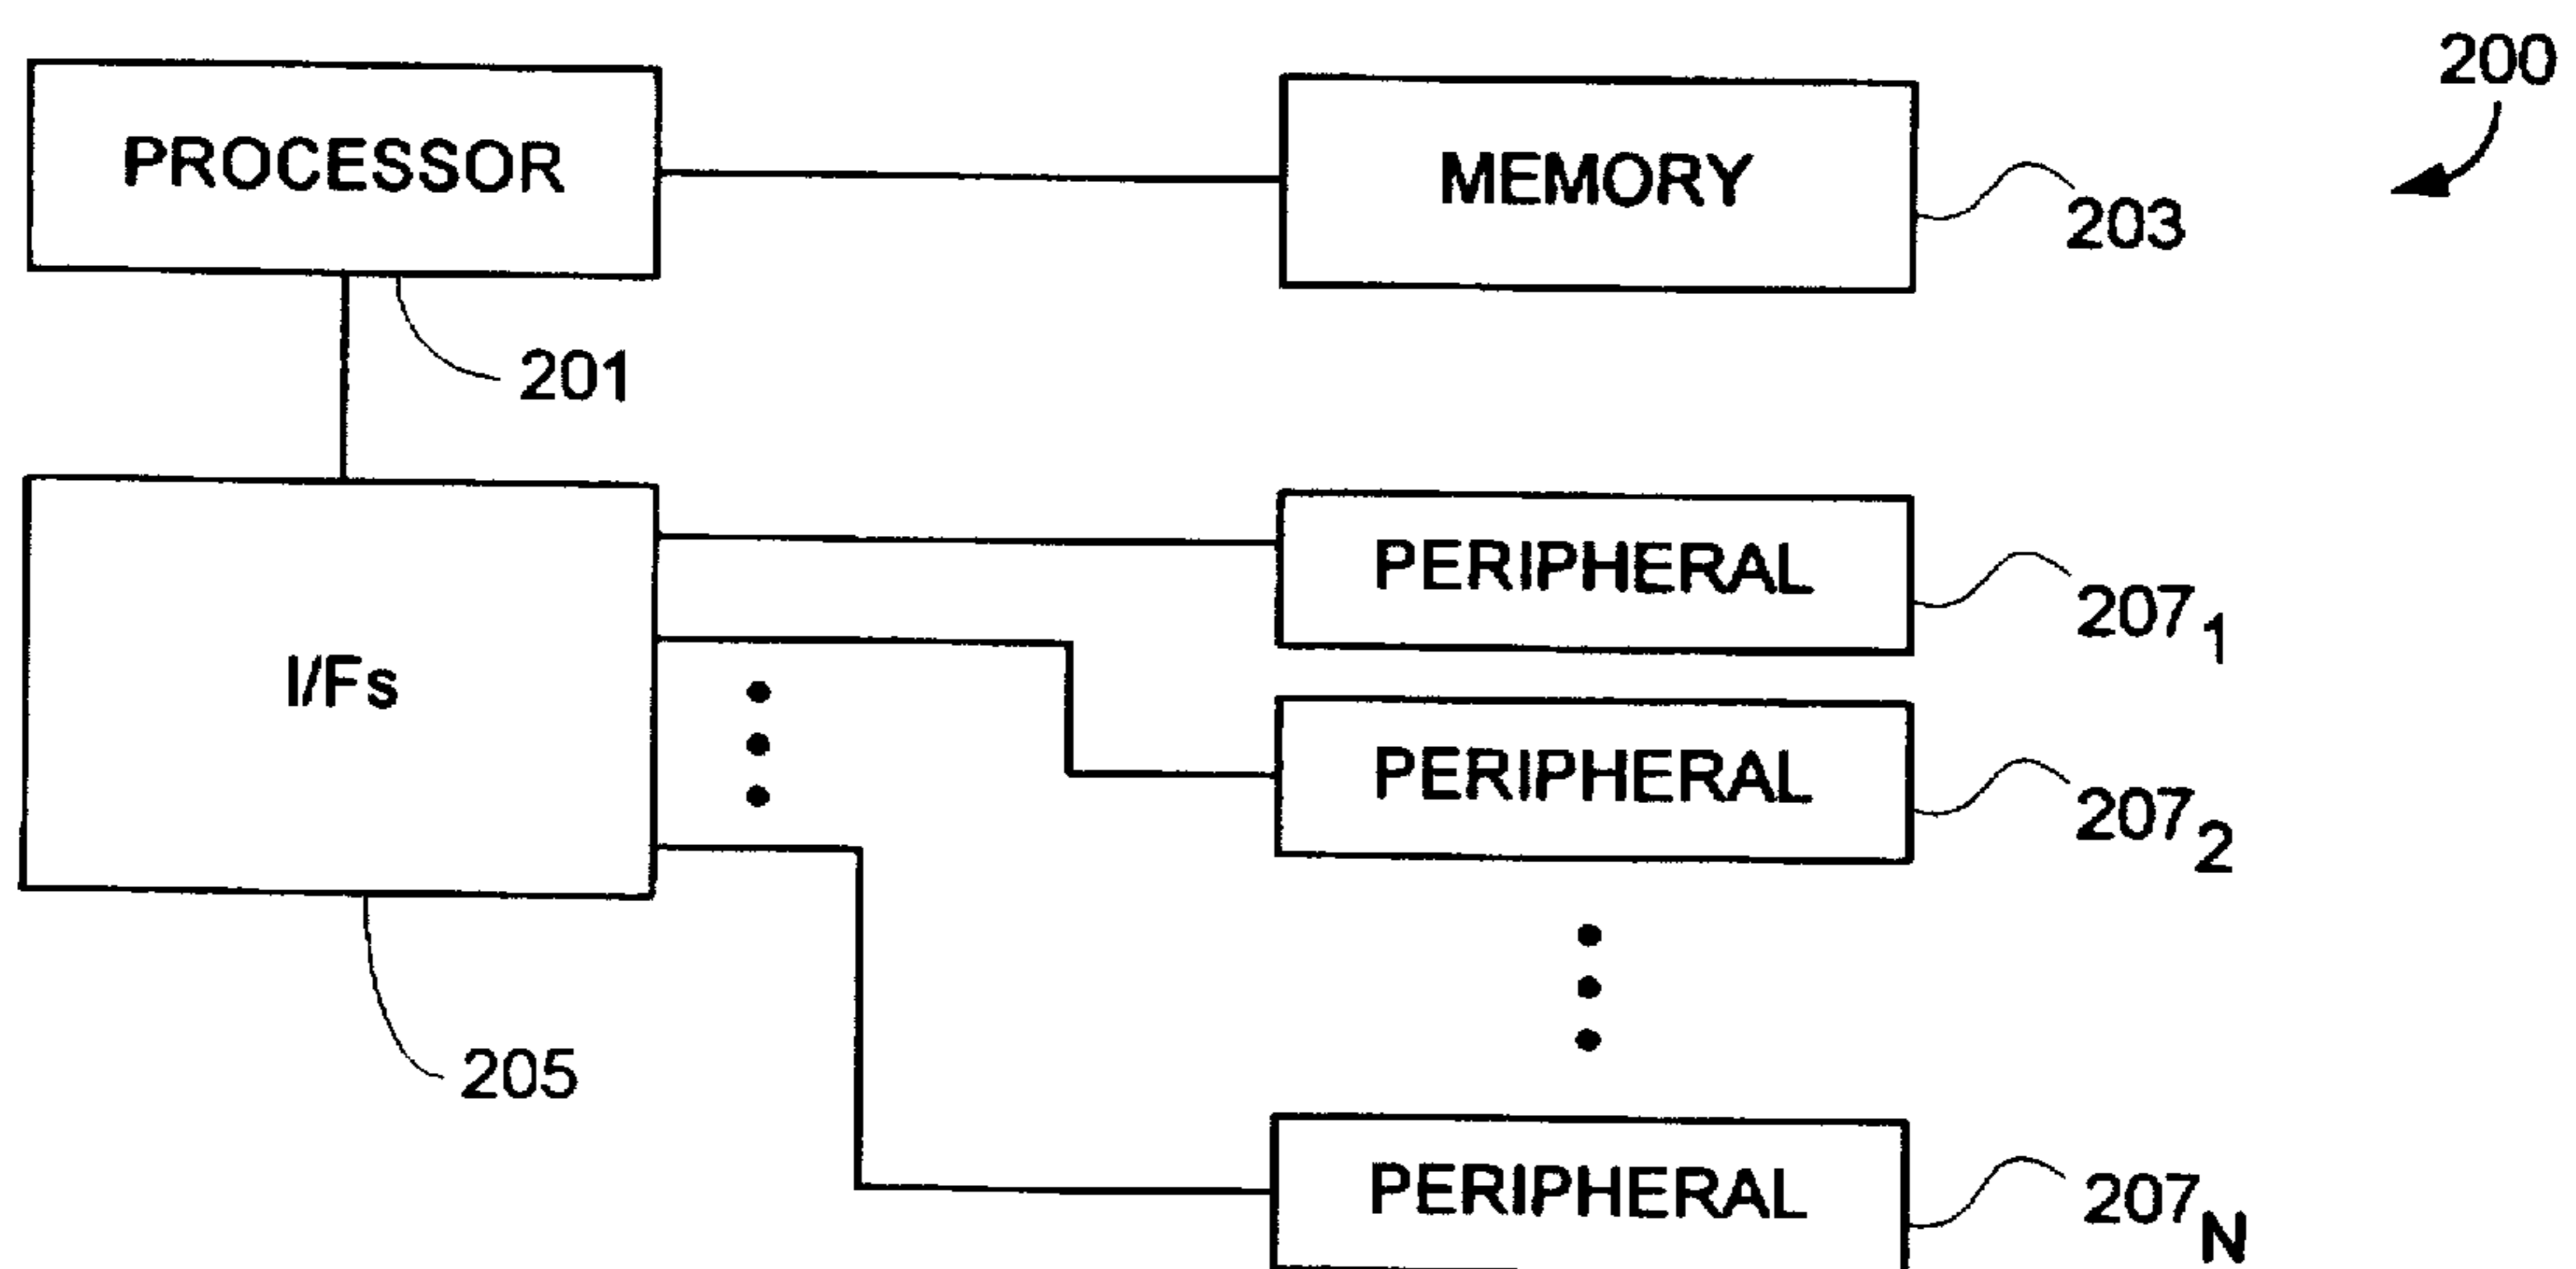 200
PROCESSOR
MEMORY
203
201
PERIPHERAL
207₁
I/Fs
PERIPHERAL
207₂
205
PERIPHERAL
207N